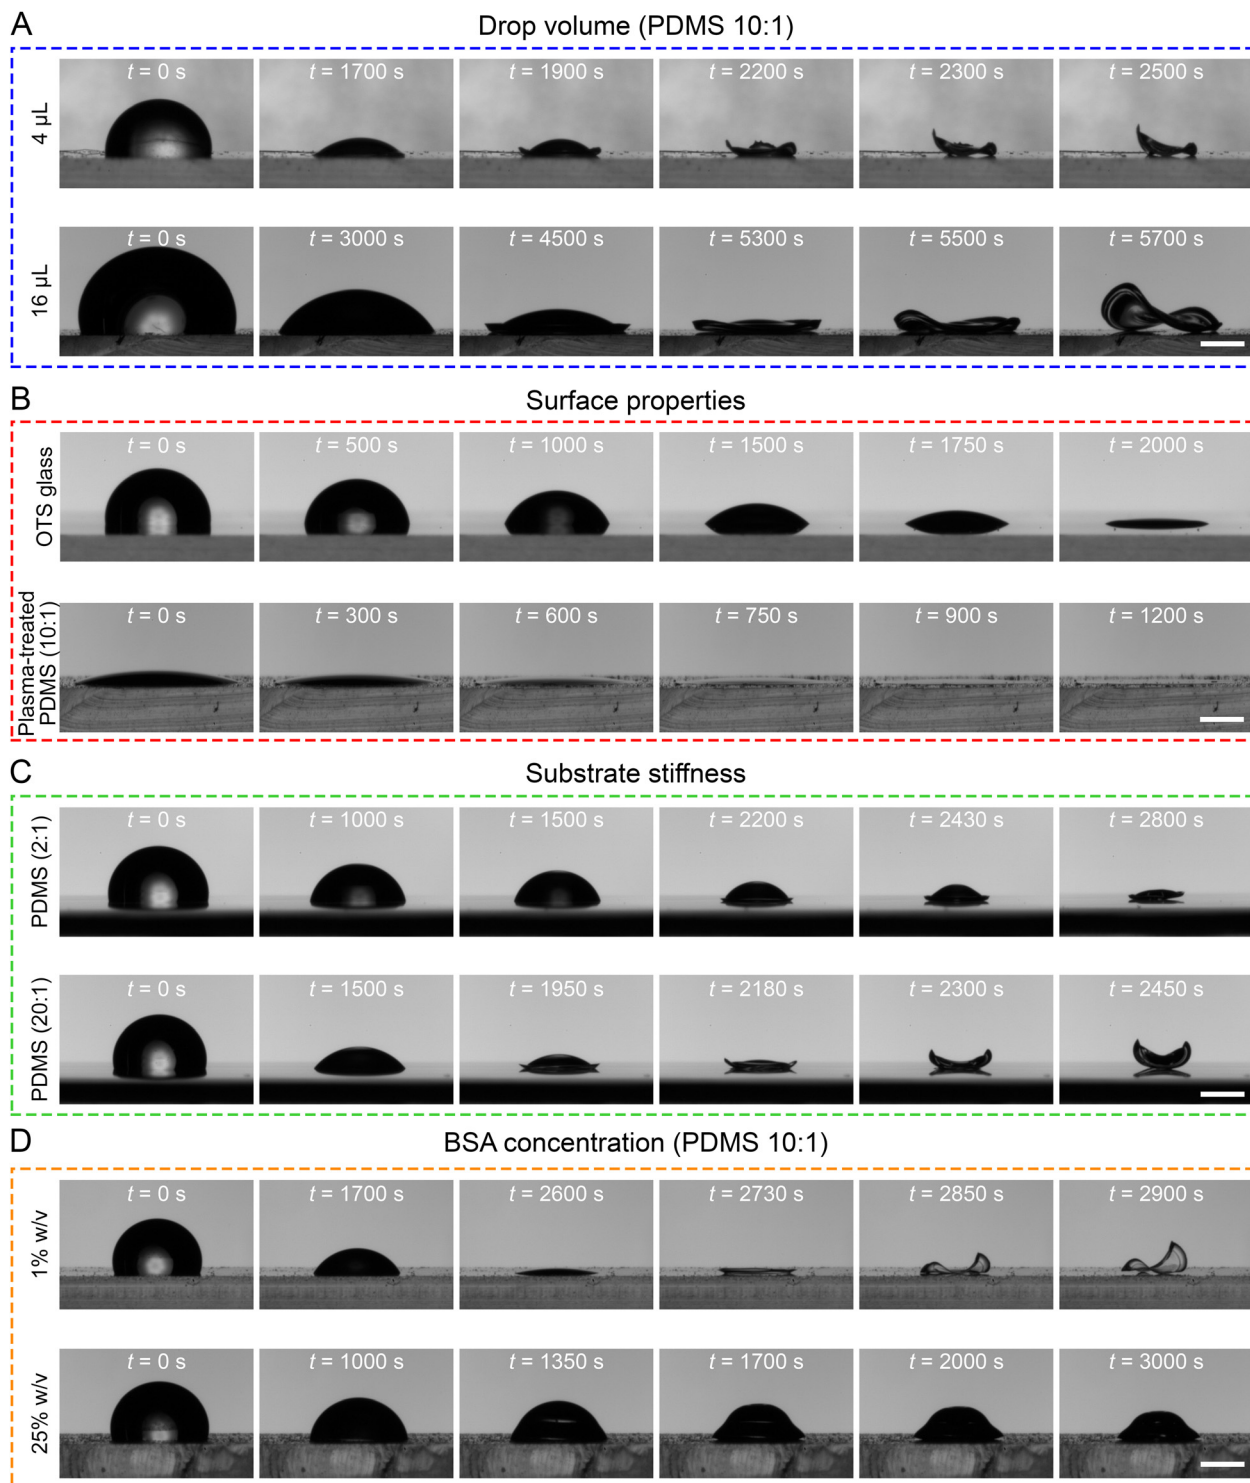 A
Drop volume (PDMS 10:1)
4 µL
t = 0 s
t = 1700 s
t = 1900 s
t = 2200 s
t = 2300 s
t = 2500 s
16 µL
t = 0 s
t = 3000 s
t = 4500 s
t = 5300 s
t = 5500 s
t = 5700 s
B
Surface properties
OTS glass
t = 0 s
t = 500 s
t = 1000 s
t = 1500 s
t = 1750 s
t = 2000 s
Plasma-treated
PDMS (10:1)
t = 0 s
t = 300 s
t = 600 s
t = 750 s
t = 900 s
t = 1200 s
C
Substrate stiffness
PDMS (2:1)
t = 0 s
t = 1000 s
t = 1500 s
t = 2200 s
t = 2430 s
t = 2800 s
PDMS (20:1)
t = 0 s
t = 1500 s
t = 1950 s
t = 2180 s
t = 2300 s
t = 2450 s
D
BSA concentration (PDMS 10:1)
1% w/v
t = 0 s
t = 1700 s
t = 2600 s
t = 2730 s
t = 2850 s
t = 2900 s
25% w/v
t = 0 s
t = 1000 s
t = 1350 s
t = 1700 s
t = 2000 s
t = 3000 s